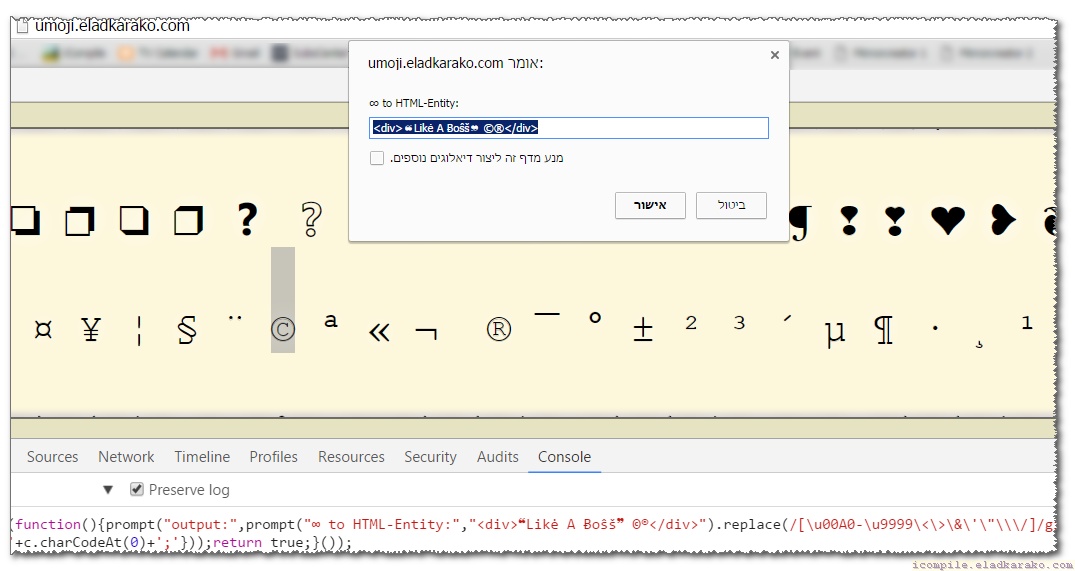 umoji.eladkarako.com
umoji.eladkarako.com אומר:
∞ to HTML-Entity:
<div>❝Likė A Ƀoŝŝ❞ ©®</div>
מנע מדף זה ליצור דיאלוגים נוספים.
אישור ביטול
❏ ❐ ❑ ❒ ❓ ❔ ¶ ❢ ❣ ❤ ❥
¤ ¥ ¦ § ¨ © ª « ¬ ® ¯ ° ± ² ³ ´ µ ¶ · ¸ ¹
Sources Network Timeline Profiles Resources Security Audits Console
▼ Preserve log
(function(){prompt("output:",prompt("∞ to HTML-Entity:","<div>❝Likė A Ƀoŝŝ❞ ©®</div>").replace(/[\u00A0-\u9999\<\>\&\'\"\\\/]/g
'+c.charCodeAt(0)+';'}));return true;}());
icompile.eladkarako.com